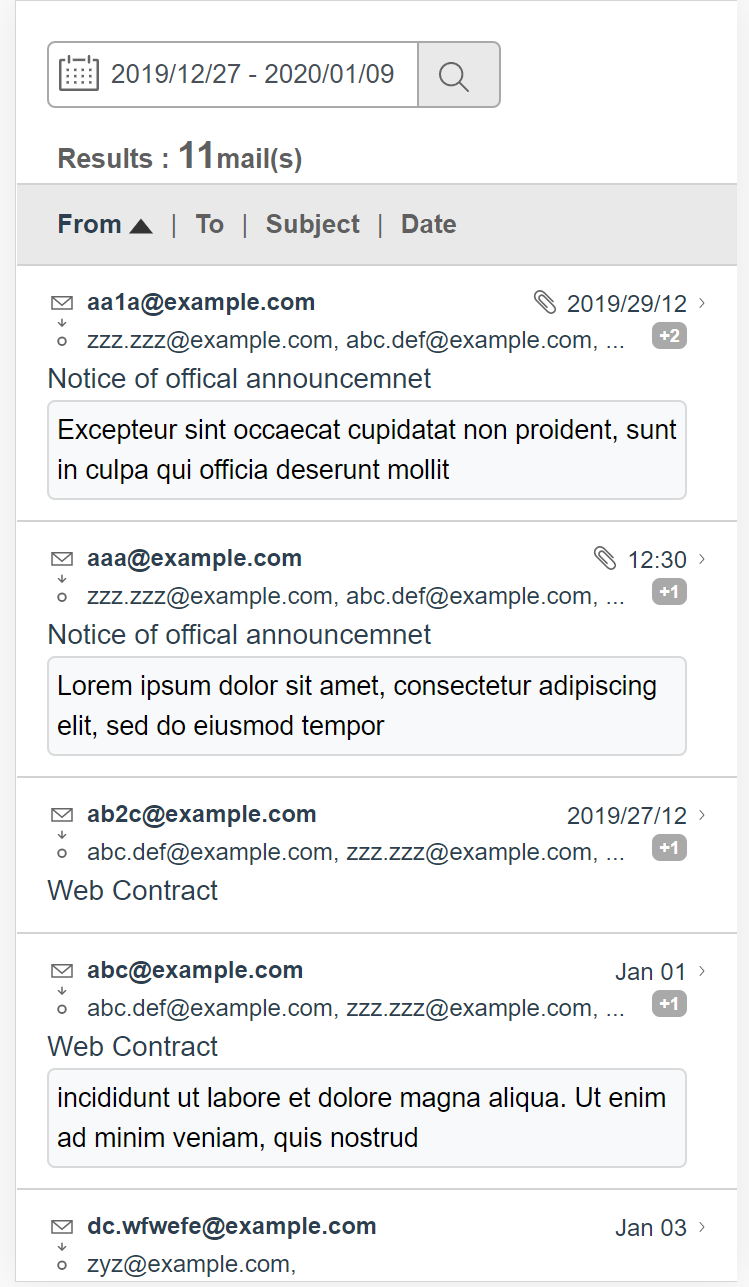 2019/12/27 - 2020/01/09
Results : 11mail(s)
From | To | Subject | Date
aa1a@example.com 2019/29/12
zzz.zzz@example.com, abc.def@example.com, ... +2
Notice of offical announcemnet
Excepteur sint occaecat cupidatat non proident, sunt
in culpa qui officia deserunt mollit
aaa@example.com 12:30
zzz.zzz@example.com, abc.def@example.com, ... +1
Notice of offical announcemnet
Lorem ipsum dolor sit amet, consectetur adipiscing
elit, sed do eiusmod tempor
ab2c@example.com 2019/27/12
abc.def@example.com, zzz.zzz@example.com, ... +1
Web Contract
abc@example.com Jan 01
abc.def@example.com, zzz.zzz@example.com, ... +1
Web Contract
incididunt ut labore et dolore magna aliqua. Ut enim
ad minim veniam, quis nostrud
dc.wfwefe@example.com Jan 03
zyz@example.com,